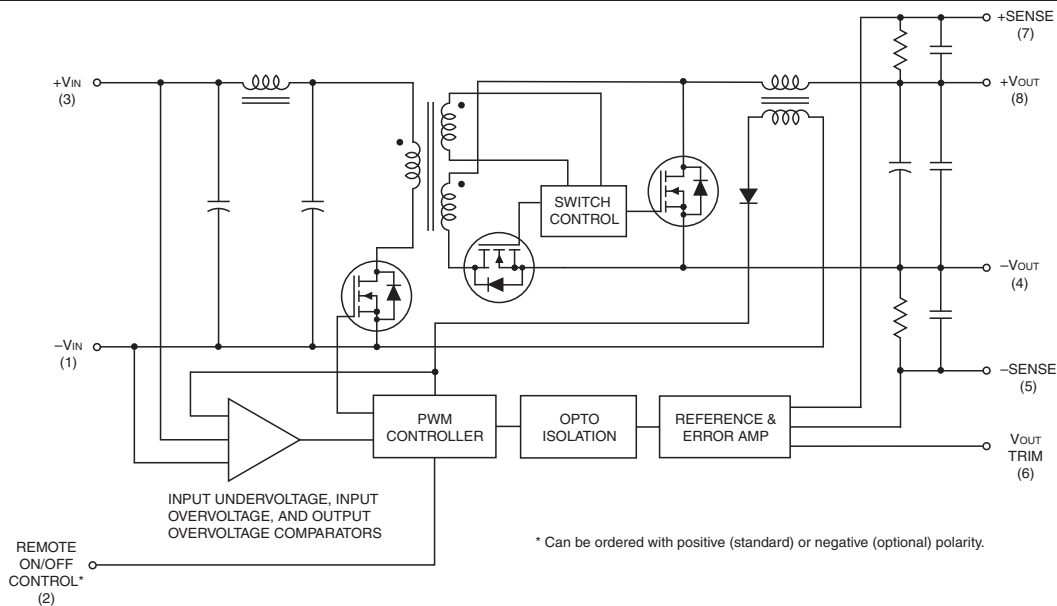 +SENSE
(7)
+VIN
(3)
+VOUT
(8)
SWITCH
CONTROL
−VOUT
(4)
−VIN
(1)
−SENSE
(5)
PWM
CONTROLLER
OPTO
ISOLATION
REFERENCE &
ERROR AMP
VOUT
TRIM
(6)
INPUT UNDERVOLTAGE, INPUT
OVERVOLTAGE, AND OUTPUT
OVERVOLTAGE COMPARATORS
REMOTE
ON/OFF
CONTROL*
(2)
* Can be ordered with positive (standard) or negative (optional) polarity.